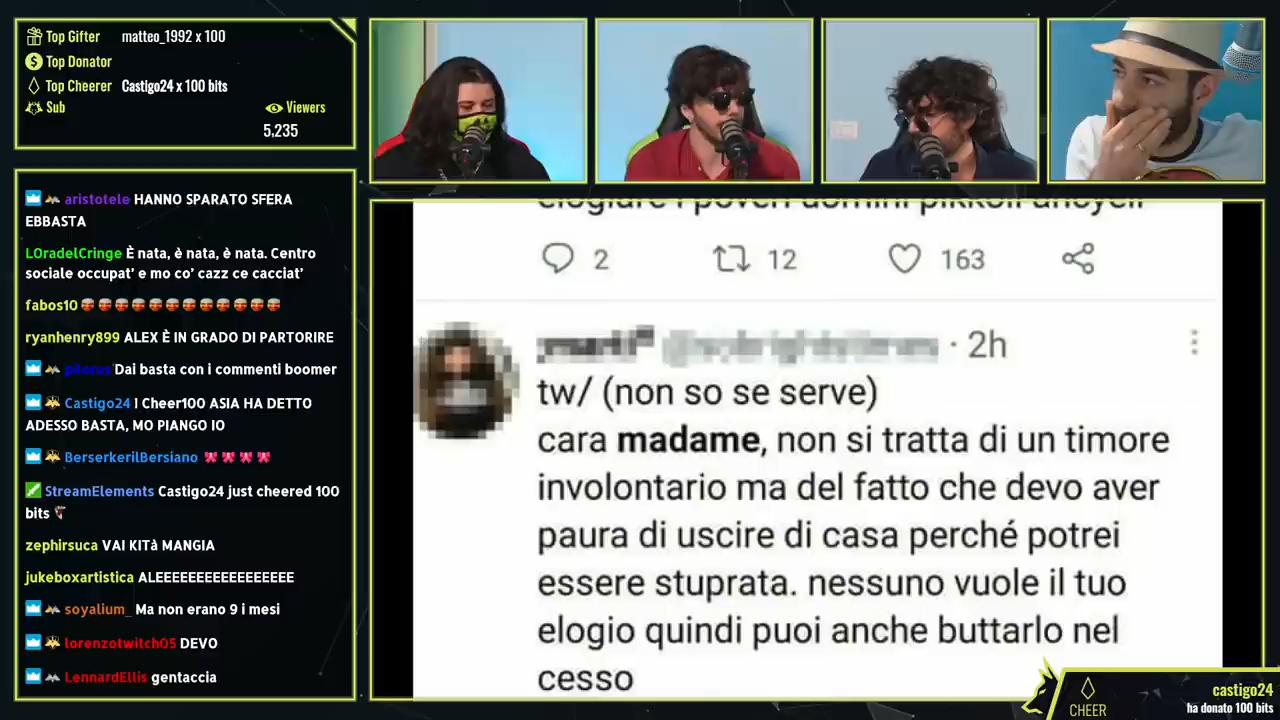 Top Gifter matteo_1992 x 100
Top Donator
Top Cheerer Castigo24 x 100 bits
Sub Viewers
5.235
aristotele HANNO SPARATO SFERA
EBBASTA
LOradelCringe È nata, è nata, è nata. Centro
sociale occupat' e mo co' cazz ce cacciat'
fabos10
ryanhenry899 ALEX È IN GRADO DI PARTORIRE
Dai basta con i commenti boomer
Castigo24 ! Cheer100 ASIA HA DETTO
ADESSO BASTA, MO PIANGO IO
BerserkerilBersiano
StreamElements Castigo24 just cheered 100
bits
zephirsuca VAI KITà MANGIA
jukeboxartistica ALEEEEEEEEEEEEEEEEE
soyalium_ Ma non erano 9 i mesi
lorenzotwitch05 DEVO
LennardEllis gentaccia
elogiare i poveri uomini pikkoli
2 12 163
· 2h
tw/ (non so se serve)
cara madame, non si tratta di un timore
involontario ma del fatto che devo aver
paura di uscire di casa perché potrei
essere stuprata. nessuno vuole il tuo
elogio quindi puoi anche buttarlo nel
cesso
CHEER
castigo24
ha donato 100 bits